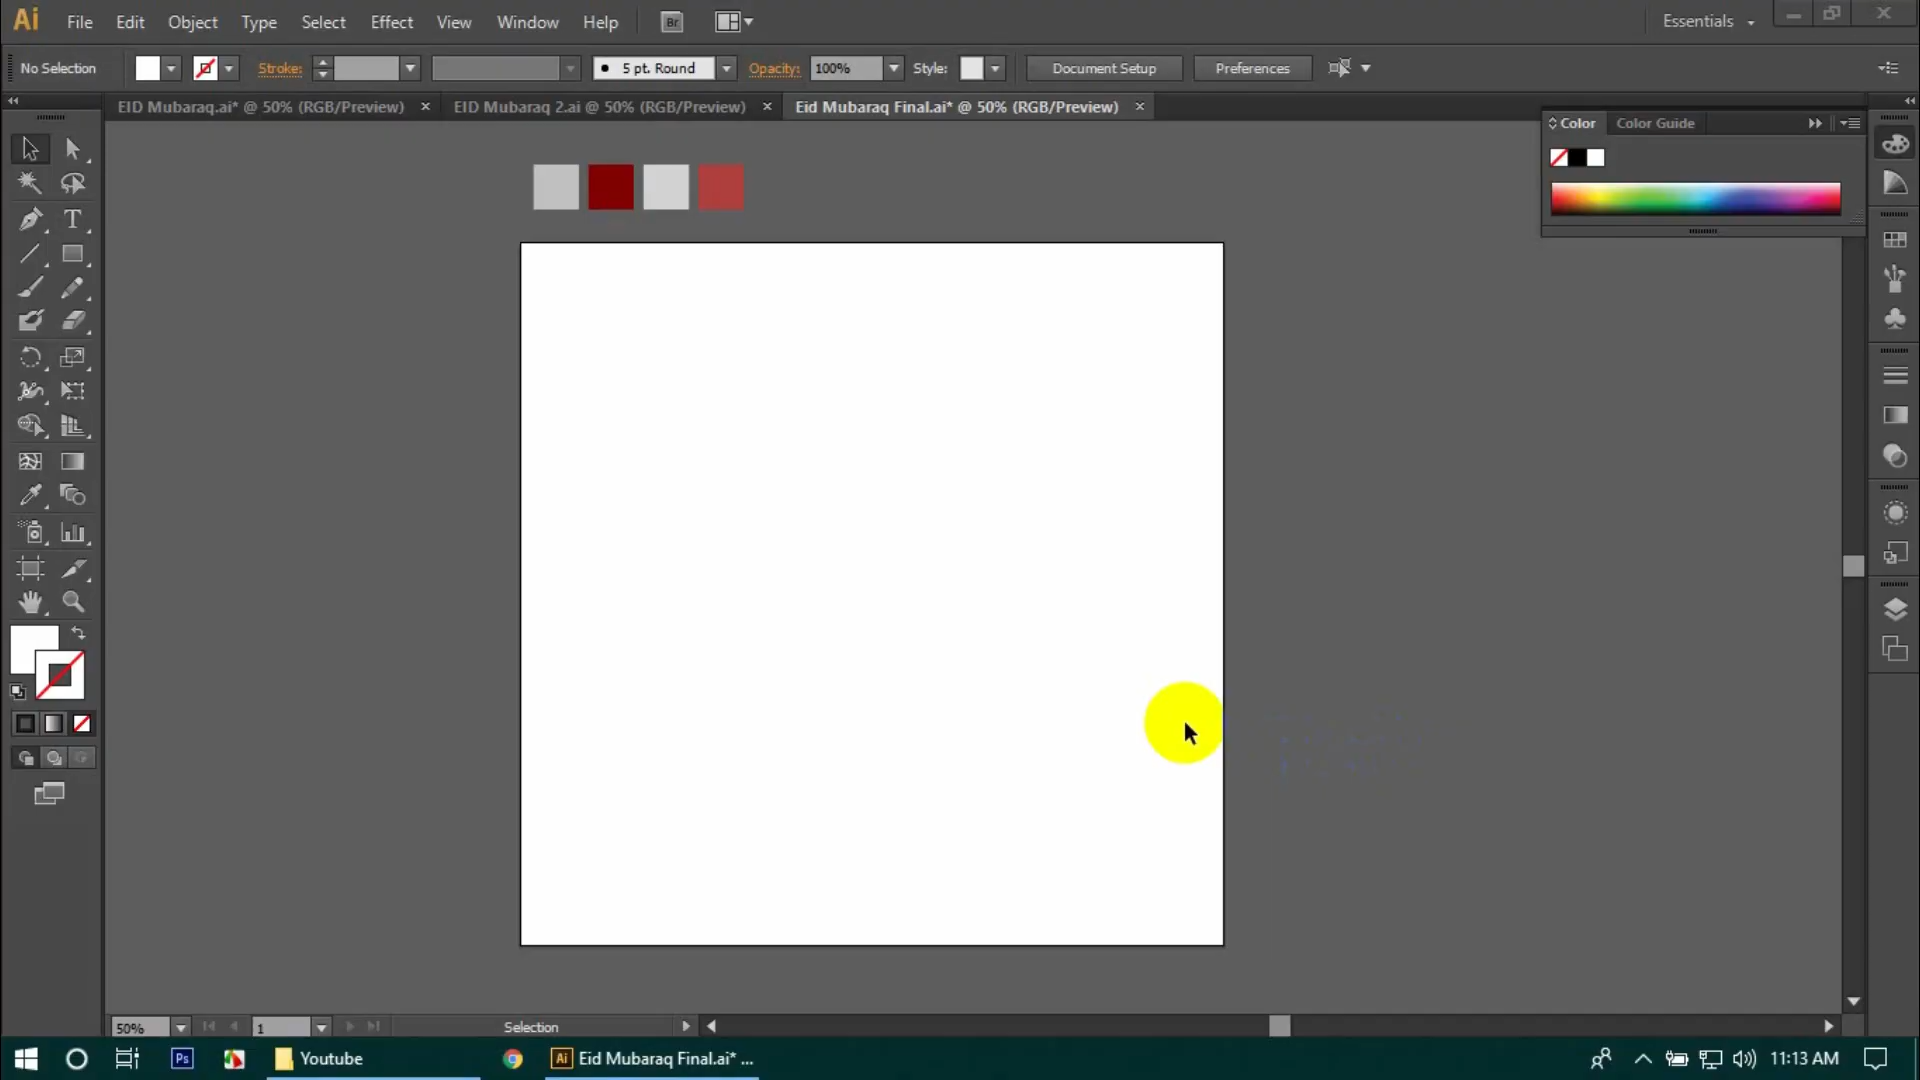 Ai File Edit Object Type Select Effect View Window Help Br Essentials
No Selection Stroke: 5 pt. Round Opacity: 100% Style: Document Setup Preferences
EID Mubaraq.ai* @ 50% (RGB/Preview) × EID Mubaraq 2.ai @ 50% (RGB/Preview) × Eid Mubaraq Final.ai* @ 50% (RGB/Preview) ×
Color Color Guide
T
50% 1 Selection
Ps Youtube Ai Eid Mubaraq Final.ai* ... 11:13 AM